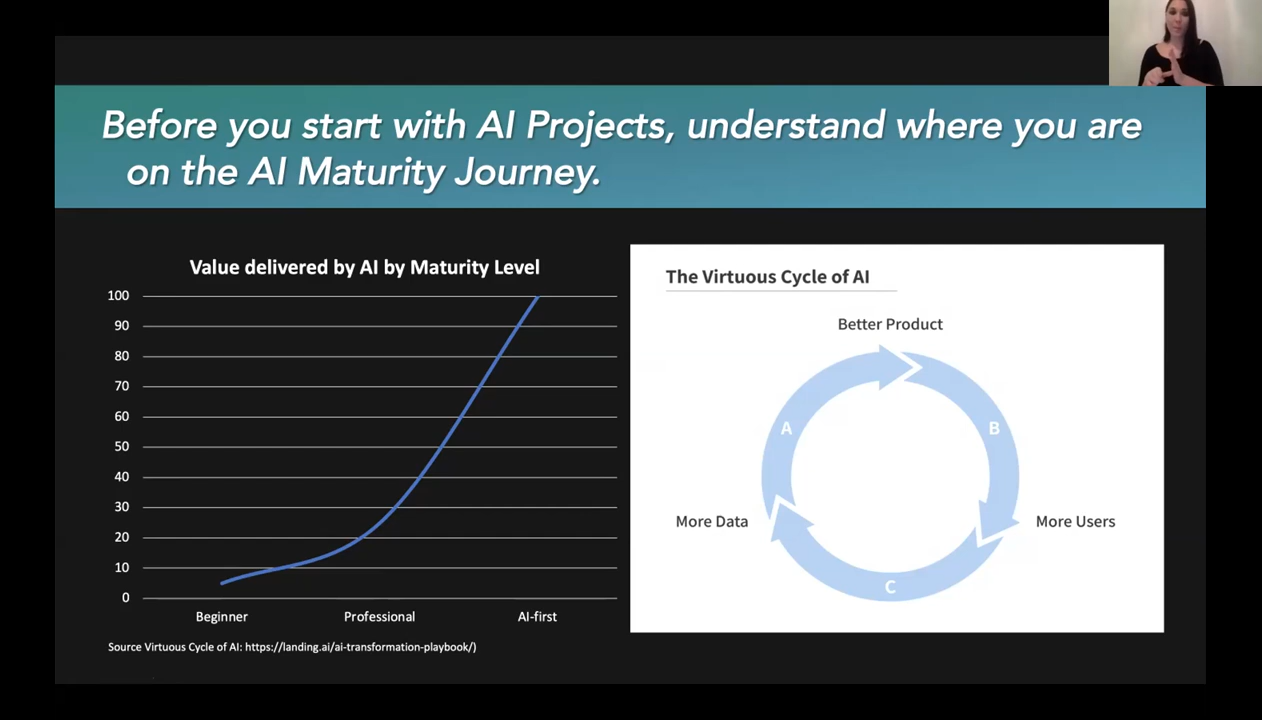 Before you start with AI Projects, understand where you are
on the AI Maturity Journey.
Value delivered by AI by Maturity Level
100
90
80
70
60
50
40
30
20
10
0
Beginner
Professional
AI-first
Source Virtuous Cycle of AI: https://landing.ai/ai-transformation-playbook/)
The Virtuous Cycle of AI
Better Product
A
B
More Data
More Users
C